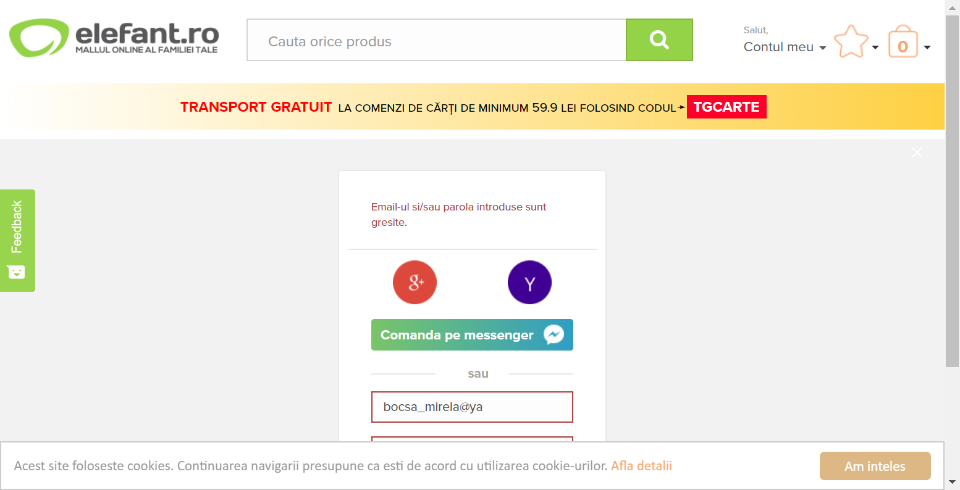 elefant.ro
MALLUL ONLINE AL FAMILIEI TALE
Cauta orice produs
Salut,
Contul meu
0
TRANSPORT GRATUIT LA COMENZI DE CĂRȚI DE MINIMUM 59.9 LEI FOLOSIND CODUL TGCARTE
Feedback
Email-ul si/sau parola introduse sunt
gresite.
g+ Y
Comanda pe messenger
sau
bocsa_mirela@ya
Acest site foloseste cookies. Continuarea navigarii presupune ca esti de acord cu utilizarea cookie-urilor. Afla detalii
Am inteles